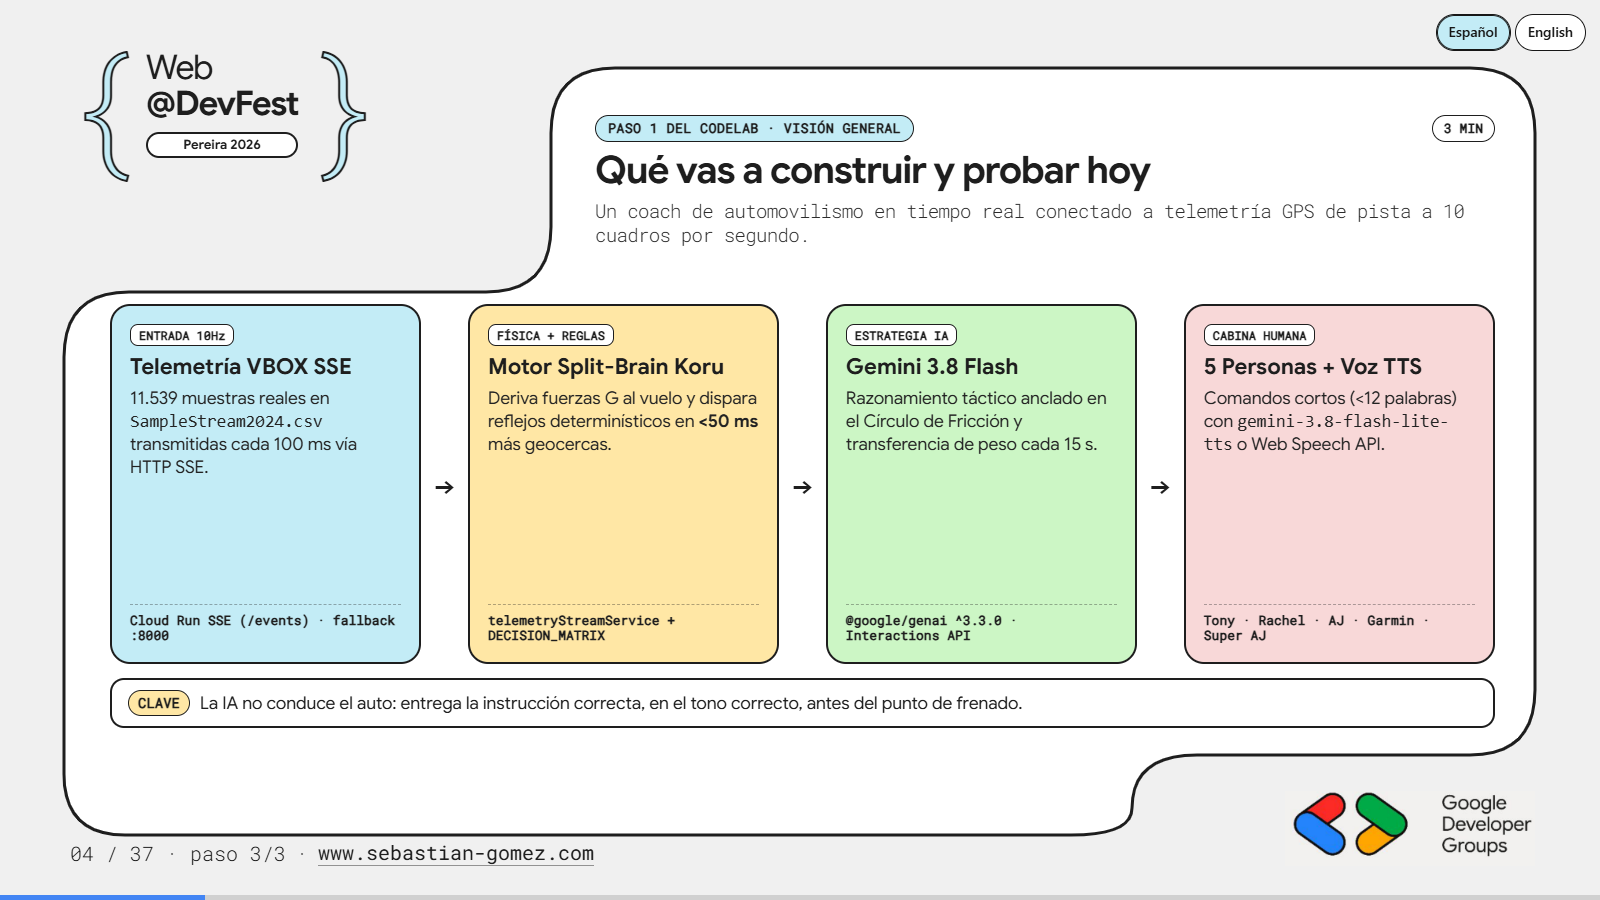 Español
English
Web
@DevFest
Pereira 2026
PASO 1 DEL CODELAB · VISIÓN GENERAL
3 MIN
Qué vas a construir y probar hoy
Un coach de automovilismo en tiempo real conectado a telemetría GPS de pista a 10
cuadros por segundo.
ENTRADA 10Hz
Telemetría VBOX SSE
11.539 muestras reales en
SampleStream2024.csv
transmitidas cada 100 ms vía
HTTP SSE.
Cloud Run SSE (/events) · fallback
:8000
→
FÍSICA + REGLAS
Motor Split-Brain Koru
Deriva fuerzas G al vuelo y dispara
reflejos determinísticos en <50 ms
más geocercas.
telemetryStreamService +
DECISION_MATRIX
→
ESTRATEGIA IA
Gemini 3.8 Flash
Razonamiento táctico anclado en
el Círculo de Fricción y
transferencia de peso cada 15 s.
@google/genai ^3.3.0 ·
Interactions API
→
CABINA HUMANA
5 Personas + Voz TTS
Comandos cortos (<12 palabras)
con gemini-3.8-flash-lite-
tts o Web Speech API.
Tony · Rachel · AJ · Garmin ·
Super AJ
CLAVE La IA no conduce el auto: entrega la instrucción correcta, en el tono correcto, antes del punto de frenado.
04 / 37 · paso 3/3 · www.sebastian-gomez.com
Google
Developer
Groups